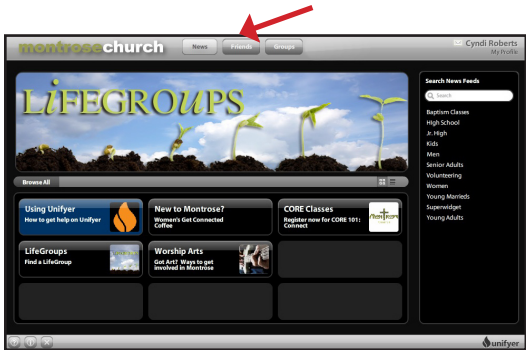 montrosechurch
News
Friends
Groups
Cyndi Roberts
My Profile
LiFEGROUPS
Search News Feeds
Search
Baptism Classes
High School
Jr. High
Kids
Men
Senior Adults
Volunteering
Women
Young Marrieds
Superwidget
Young Adults
Browse All
Using Unifyer
How to get help on Unifyer
New to Montrose?
Women's Get Connected
Coffee
CORE Classes
Register now for CORE 101:
Connect
LifeGroups
Find a LifeGroup
Worship Arts
Got Art? Ways to get
involved in Montrose
unifyer